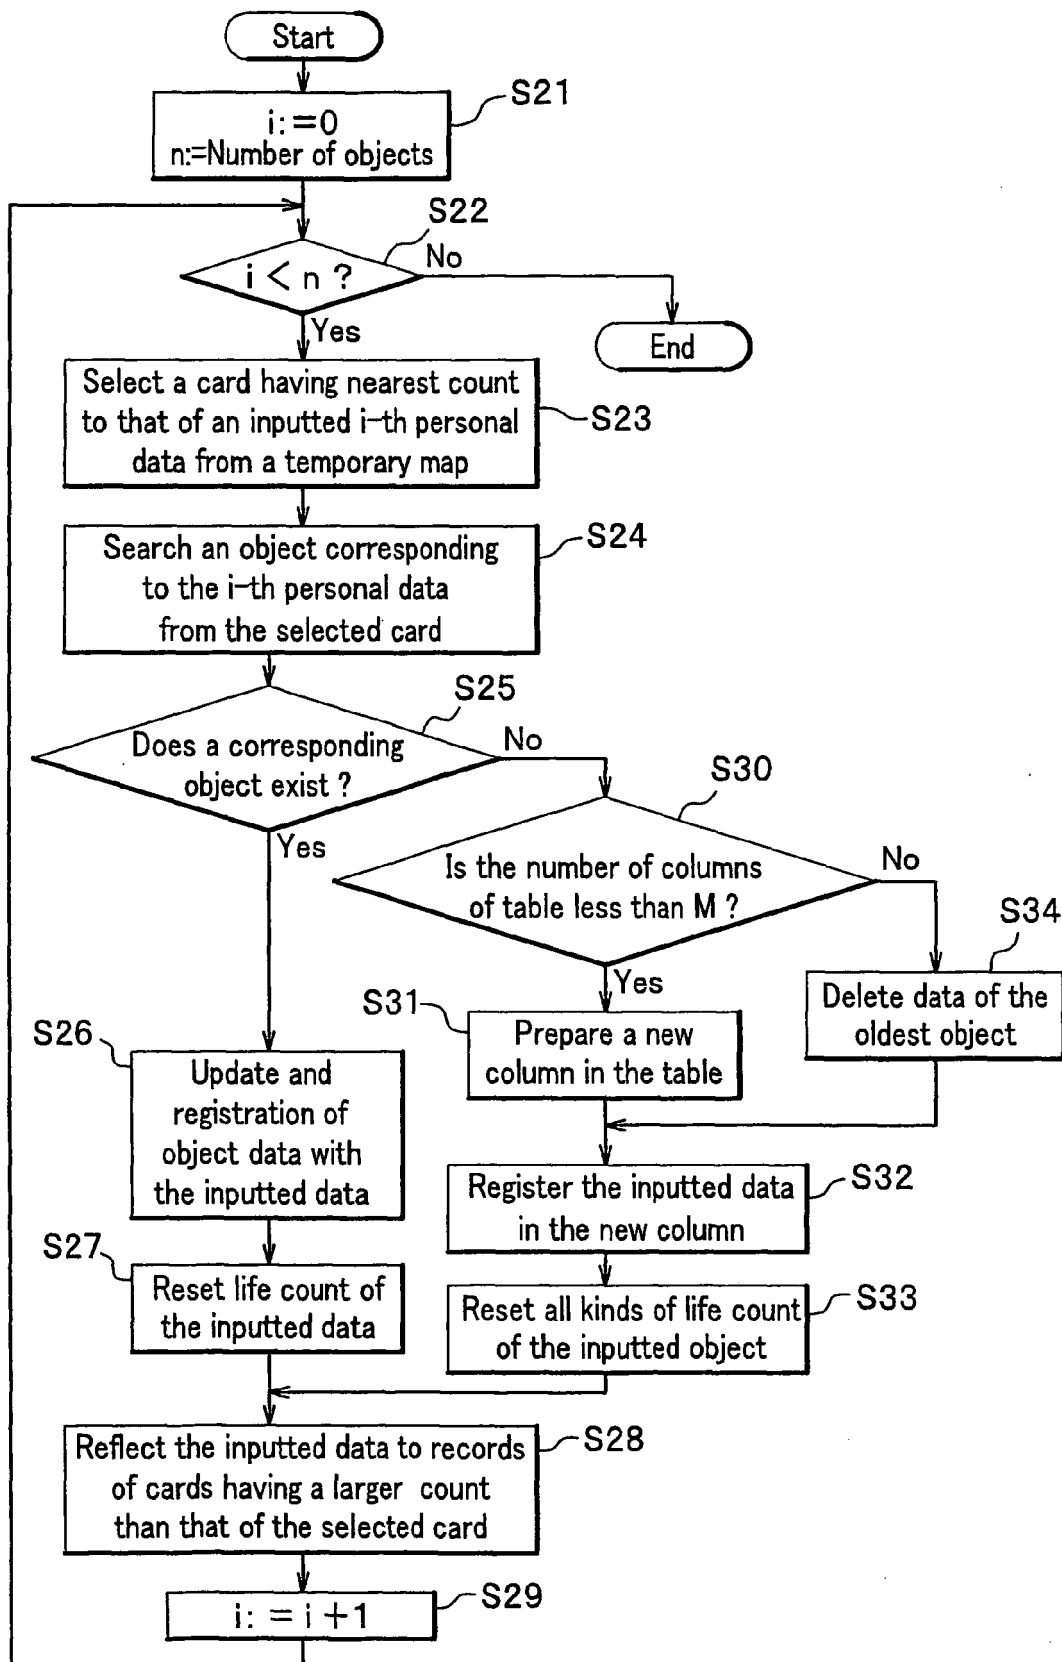 Start
S21
i:=0
n:=Number of objects
S22
i < n ?
No
Yes
End
Select a card having nearest count
to that of an inputted i-th personal
data from a temporary map
S23
Search an object corresponding
to the i-th personal data
from the selected card
S24
S25
Does a corresponding
object exist ?
No
Yes
S30
Is the number of columns
of table less than M ?
No
Yes
S34
Delete data of the
oldest object
S31
Prepare a new
column in the table
S26
Update and
registration of
object data with
the inputted data
S32
Register the inputted data
in the new column
S27
Reset life count of
the inputted data
S33
Reset all kinds of life count
of the inputted object
S28
Reflect the inputted data to records
of cards having a larger count
than that of the selected card
S29
i: = i +1